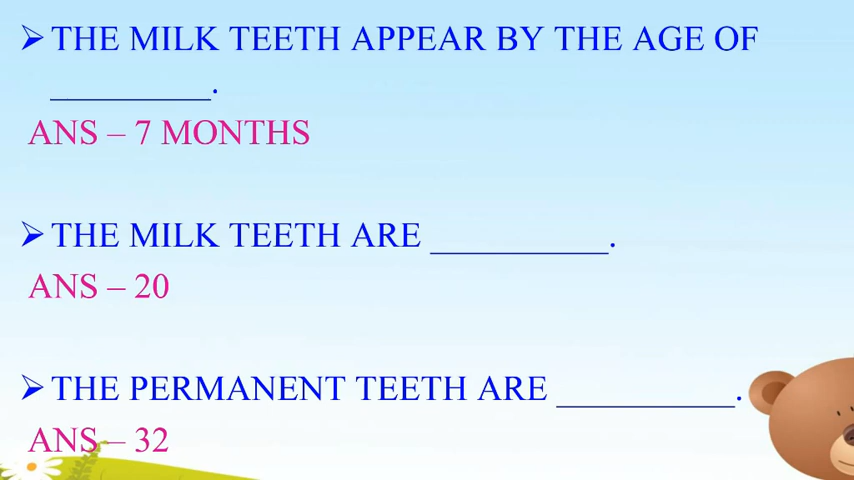 ➢ THE MILK TEETH APPEAR BY THE AGE OF
__________.
ANS – 7 MONTHS
➢ THE MILK TEETH ARE ___________.
ANS – 20
➢ THE PERMANENT TEETH ARE ___________.
ANS – 32